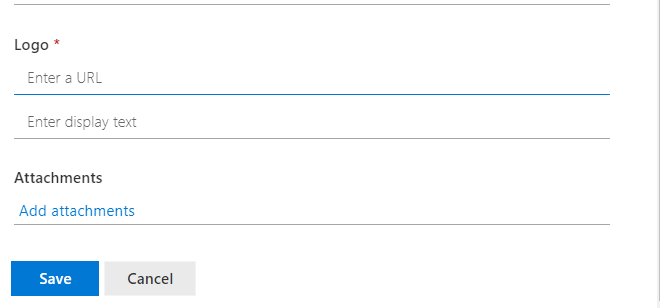 Logo *
Enter a URL
Enter display text
Attachments
Add attachments
Save Cancel